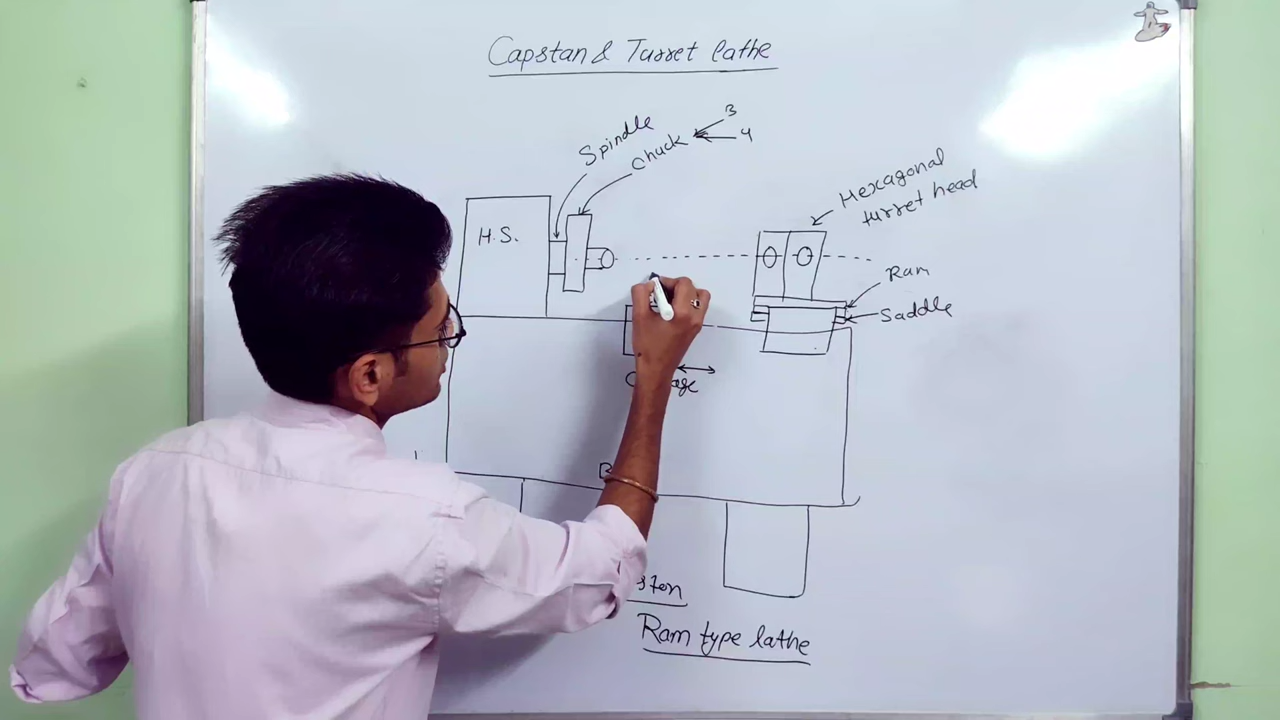 Capstan & Turret lathe
Spindle
Chuck
3
4
Hexagonal
turret head
H.S.
Ram
Saddle
Ram type lathe